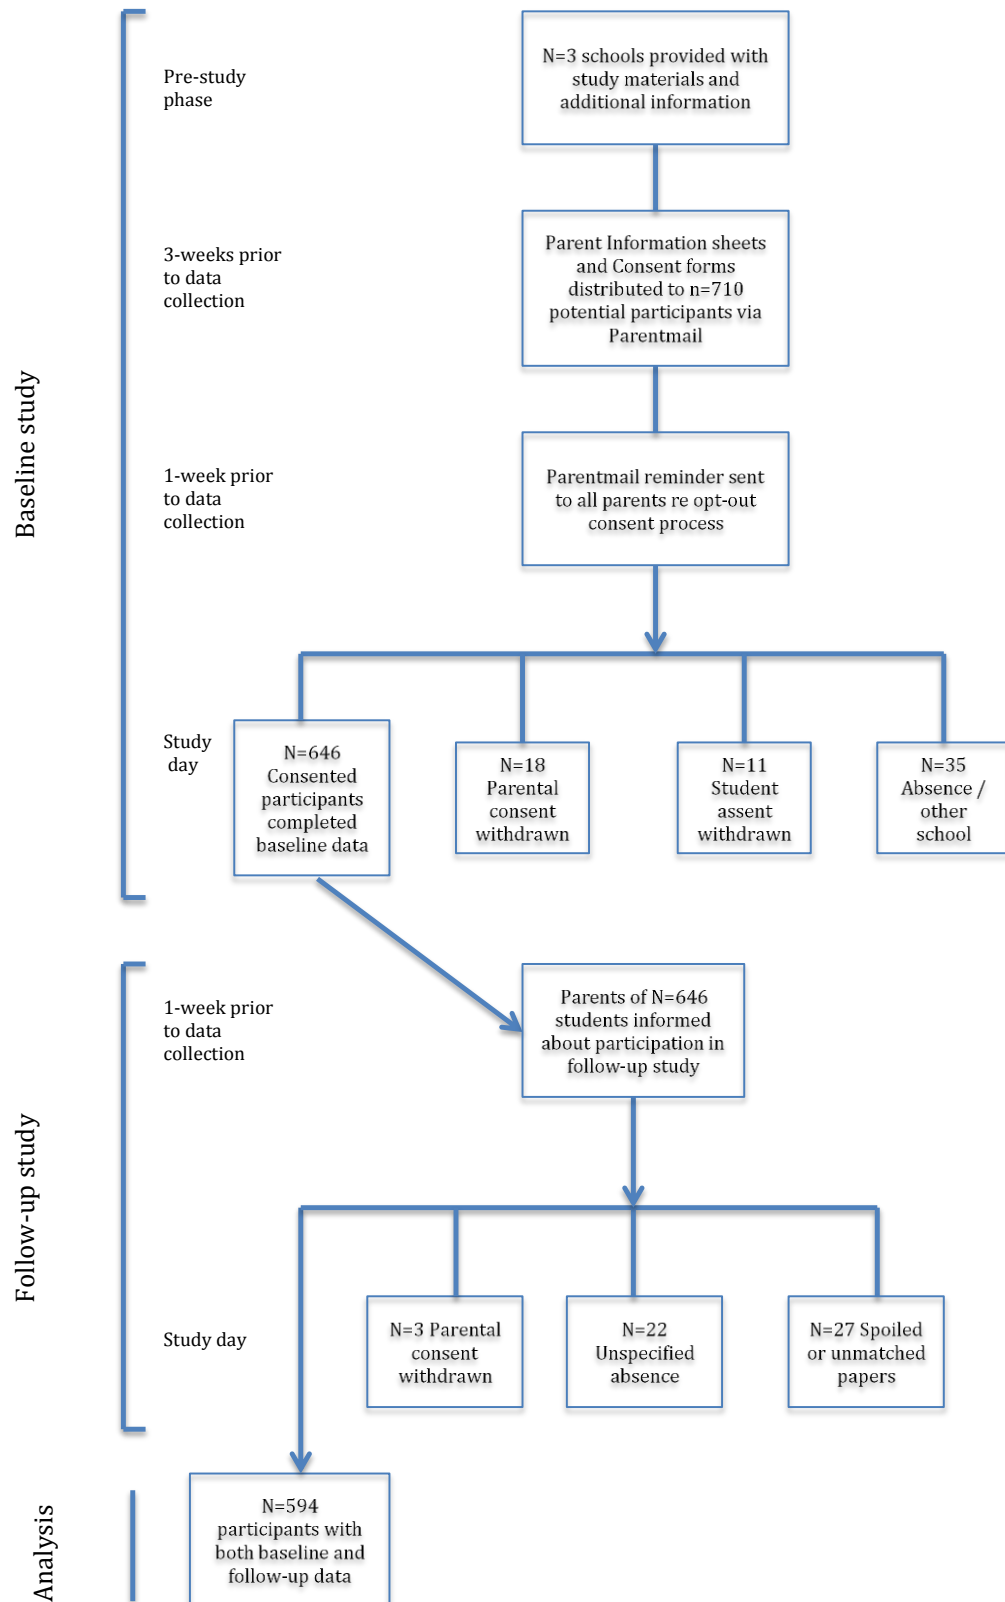 Baseline study
Pre-study
phase
N=3 schools provided with
study materials and
additional information
3-weeks prior
to data
collection
Parent Information sheets
and Consent forms
distributed to n=710
potential participants via
Parentmail
1-week prior
to data
collection
Parentmail reminder sent
to all parents re opt-out
consent process
Study
day
N=646
Consented
participants
completed
baseline data
N=18
Parental
consent
withdrawn
N=11
Student
assent
withdrawn
N=35
Absence /
other
school
Follow-up study
1-week prior
to data
collection
Parents of N=646
students informed
about participation in
follow-up study
Study day
N=3 Parental
consent
withdrawn
N=22
Unspecified
absence
N=27 Spoiled
or unmatched
papers
Analysis
N=594
participants with
both baseline and
follow-up data